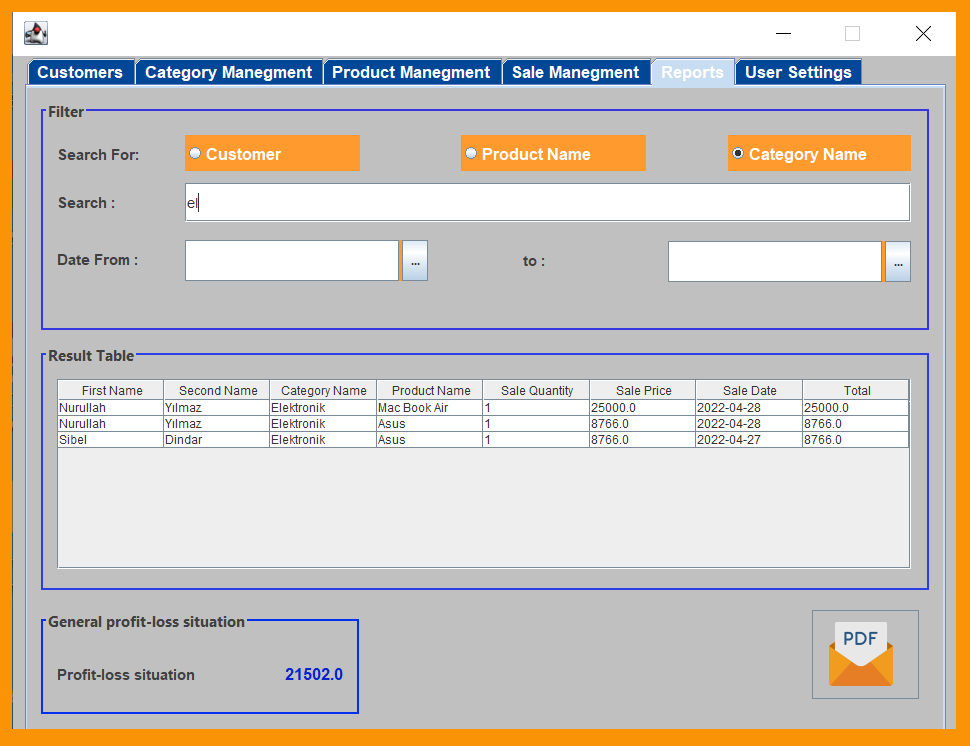 Customers Category Manegment Product Manegment Sale Manegment Reports User Settings
Filter
Search For: Customer Product Name Category Name
Search : el
Date From : ... to : ...
Result Table
First Name Second Name Category Name Product Name Sale Quantity Sale Price Sale Date Total
Nurullah Yılmaz Elektronik Mac Book Air 1 25000.0 2022-04-28 25000.0
Nurullah Yılmaz Elektronik Asus 1 8766.0 2022-04-28 8766.0
Sibel Dindar Elektronik Asus 1 8766.0 2022-04-27 8766.0
General profit-loss situation
Profit-loss situation 21502.0
PDF